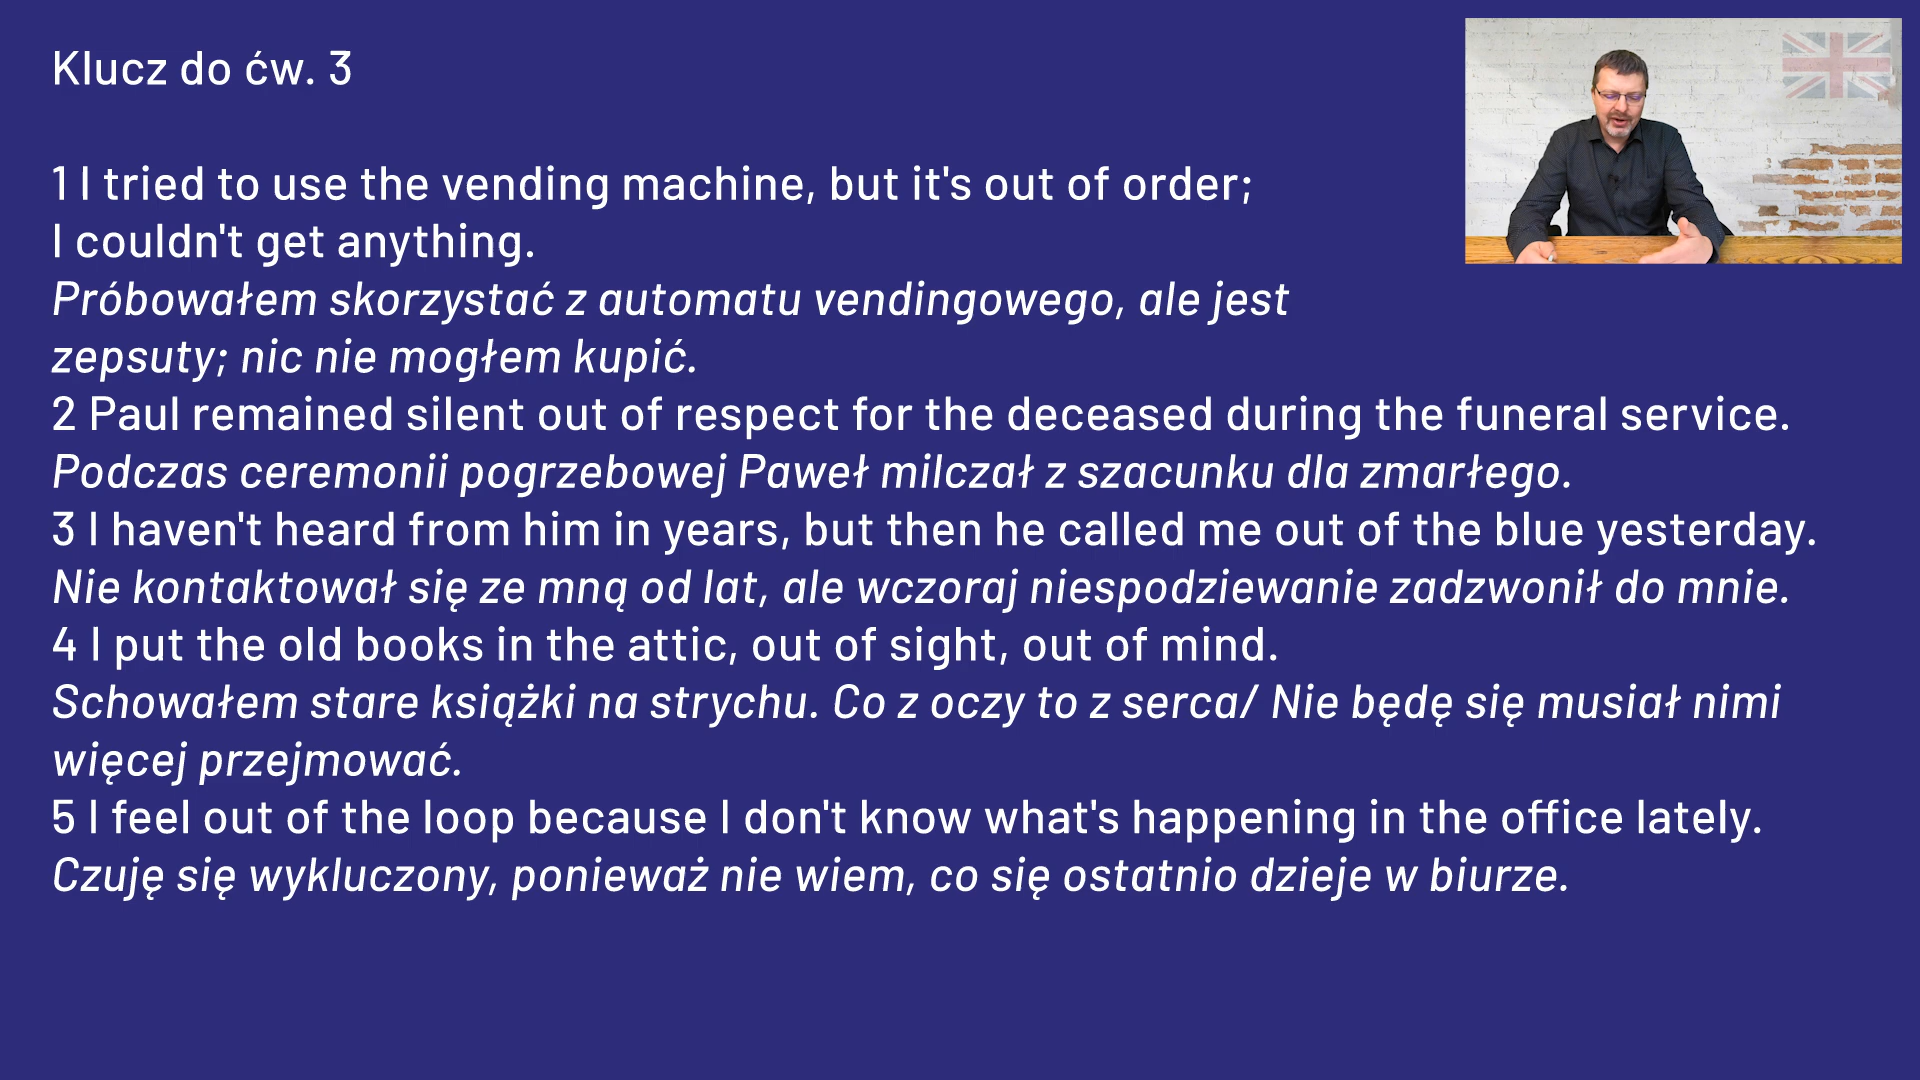 Klucz do ćw. 3
1 I tried to use the vending machine, but it's out of order;
I couldn't get anything.
Próbowałem skorzystać z automatu vendingowego, ale jest
zepsuty; nic nie mogłem kupić.
2 Paul remained silent out of respect for the deceased during the funeral service.
Podczas ceremonii pogrzebowej Paweł milczał z szacunku dla zmarłego.
3 I haven't heard from him in years, but then he called me out of the blue yesterday.
Nie kontaktował się ze mną od lat, ale wczoraj niespodziewanie zadzwonił do mnie.
4 I put the old books in the attic, out of sight, out of mind.
Schowałem stare książki na strychu. Co z oczy to z serca/ Nie będę się musiał nimi
więcej przejmować.
5 I feel out of the loop because I don't know what's happening in the office lately.
Czuję się wykluczony, ponieważ nie wiem, co się ostatnio dzieje w biurze.